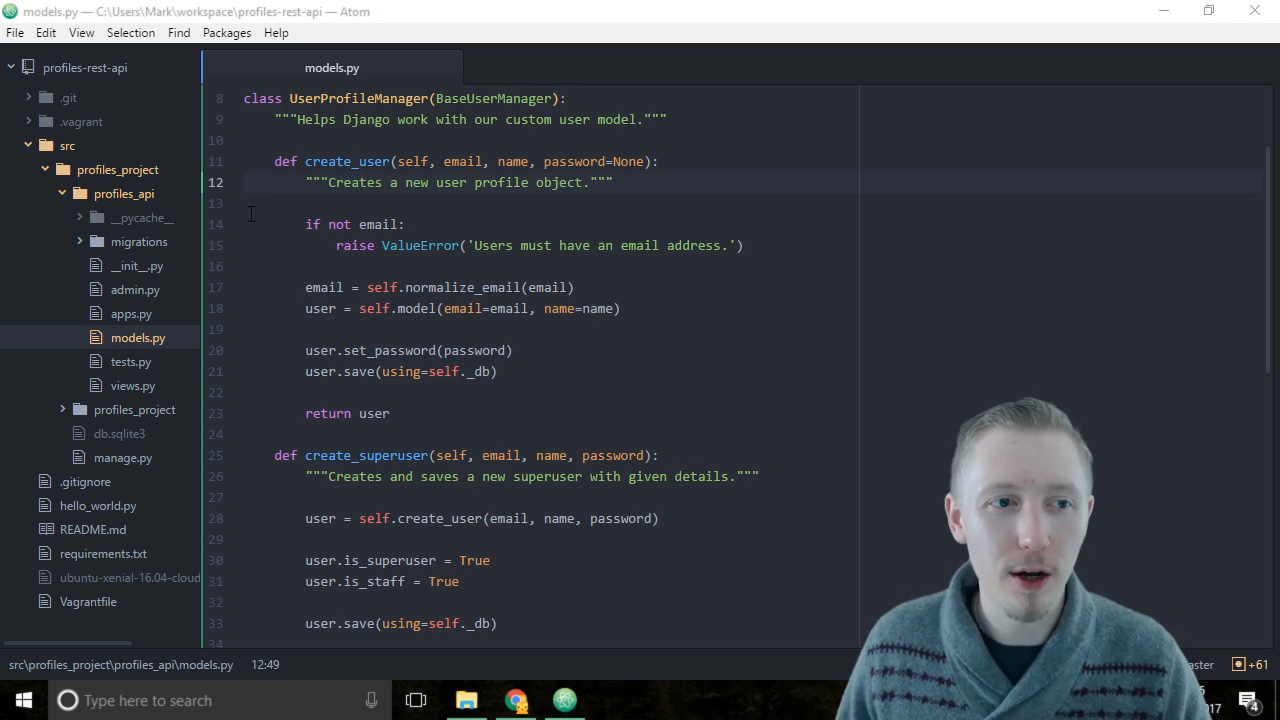 models.py — C:\Users\Mark\workspace\profiles-rest-api — Atom
File Edit View Selection Find Packages Help
profiles-rest-api
.git
.vagrant
src
profiles_project
profiles_api
__pycache__
migrations
__init__.py
admin.py
apps.py
models.py
tests.py
views.py
profiles_project
db.sqlite3
manage.py
.gitignore
hello_world.py
README.md
requirements.txt
ubuntu-xenial-16.04-cloud
Vagrantfile
models.py
8 class UserProfileManager(BaseUserManager):
9 """Helps Django work with our custom user model."""
10
11 def create_user(self, email, name, password=None):
12 """Creates a new user profile object."""
13
14 if not email:
15 raise ValueError('Users must have an email address.')
16
17 email = self.normalize_email(email)
18 user = self.model(email=email, name=name)
19
20 user.set_password(password)
21 user.save(using=self._db)
22
23 return user
24
25 def create_superuser(self, email, name, password):
26 """Creates and saves a new superuser with given details."""
27
28 user = self.create_user(email, name, password)
29
30 user.is_superuser = True
31 user.is_staff = True
32
33 user.save(using=self._db)
34
src\profiles_project\profiles_api\models.py 12:49 +61
Type here to search
4